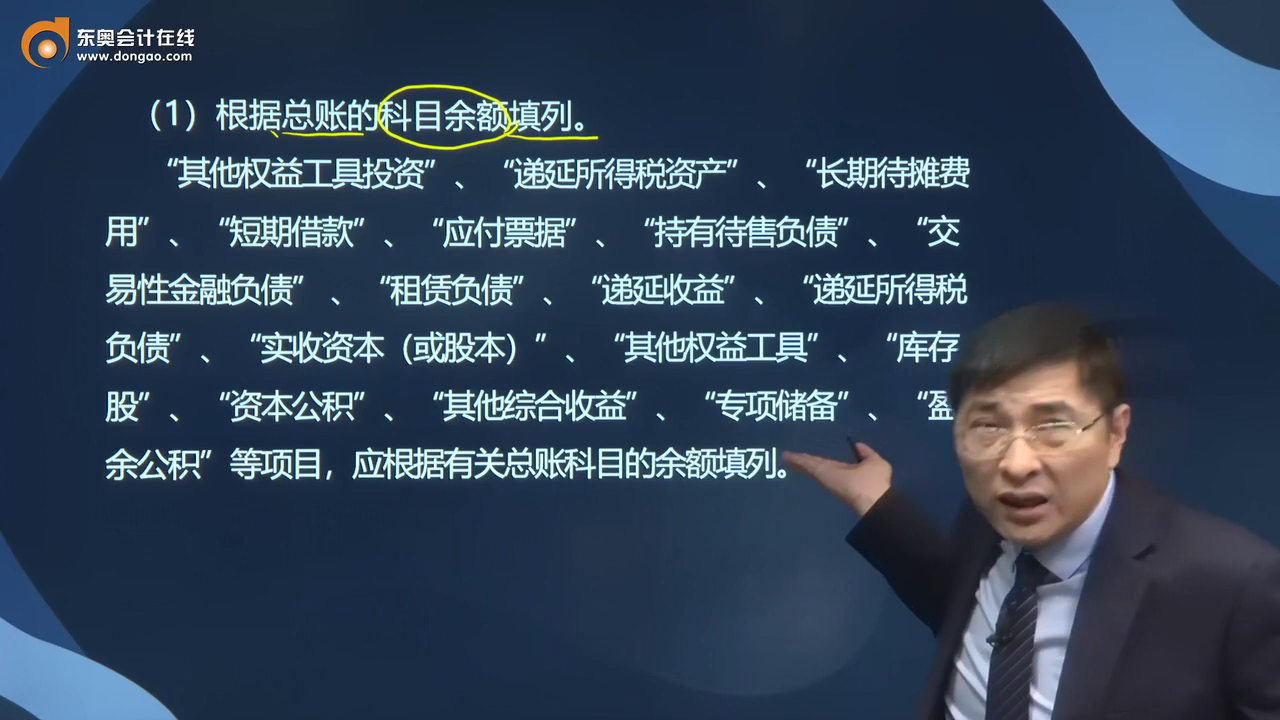 东奥会计在线
www.dongao.com
（1）根据总账的科目余额填列。
“其他权益工具投资”、“递延所得税资产”、“长期待摊费
用”、“短期借款”、“应付票据”、“持有待售负债”、“交
易性金融负债”、“租赁负债”、“递延收益”、“递延所得税
负债”、“实收资本（或股本）”、“其他权益工具”、“库存
股”、“资本公积”、“其他综合收益”、“专项储备”、“盈
余公积”等项目，应根据有关总账科目的余额填列。